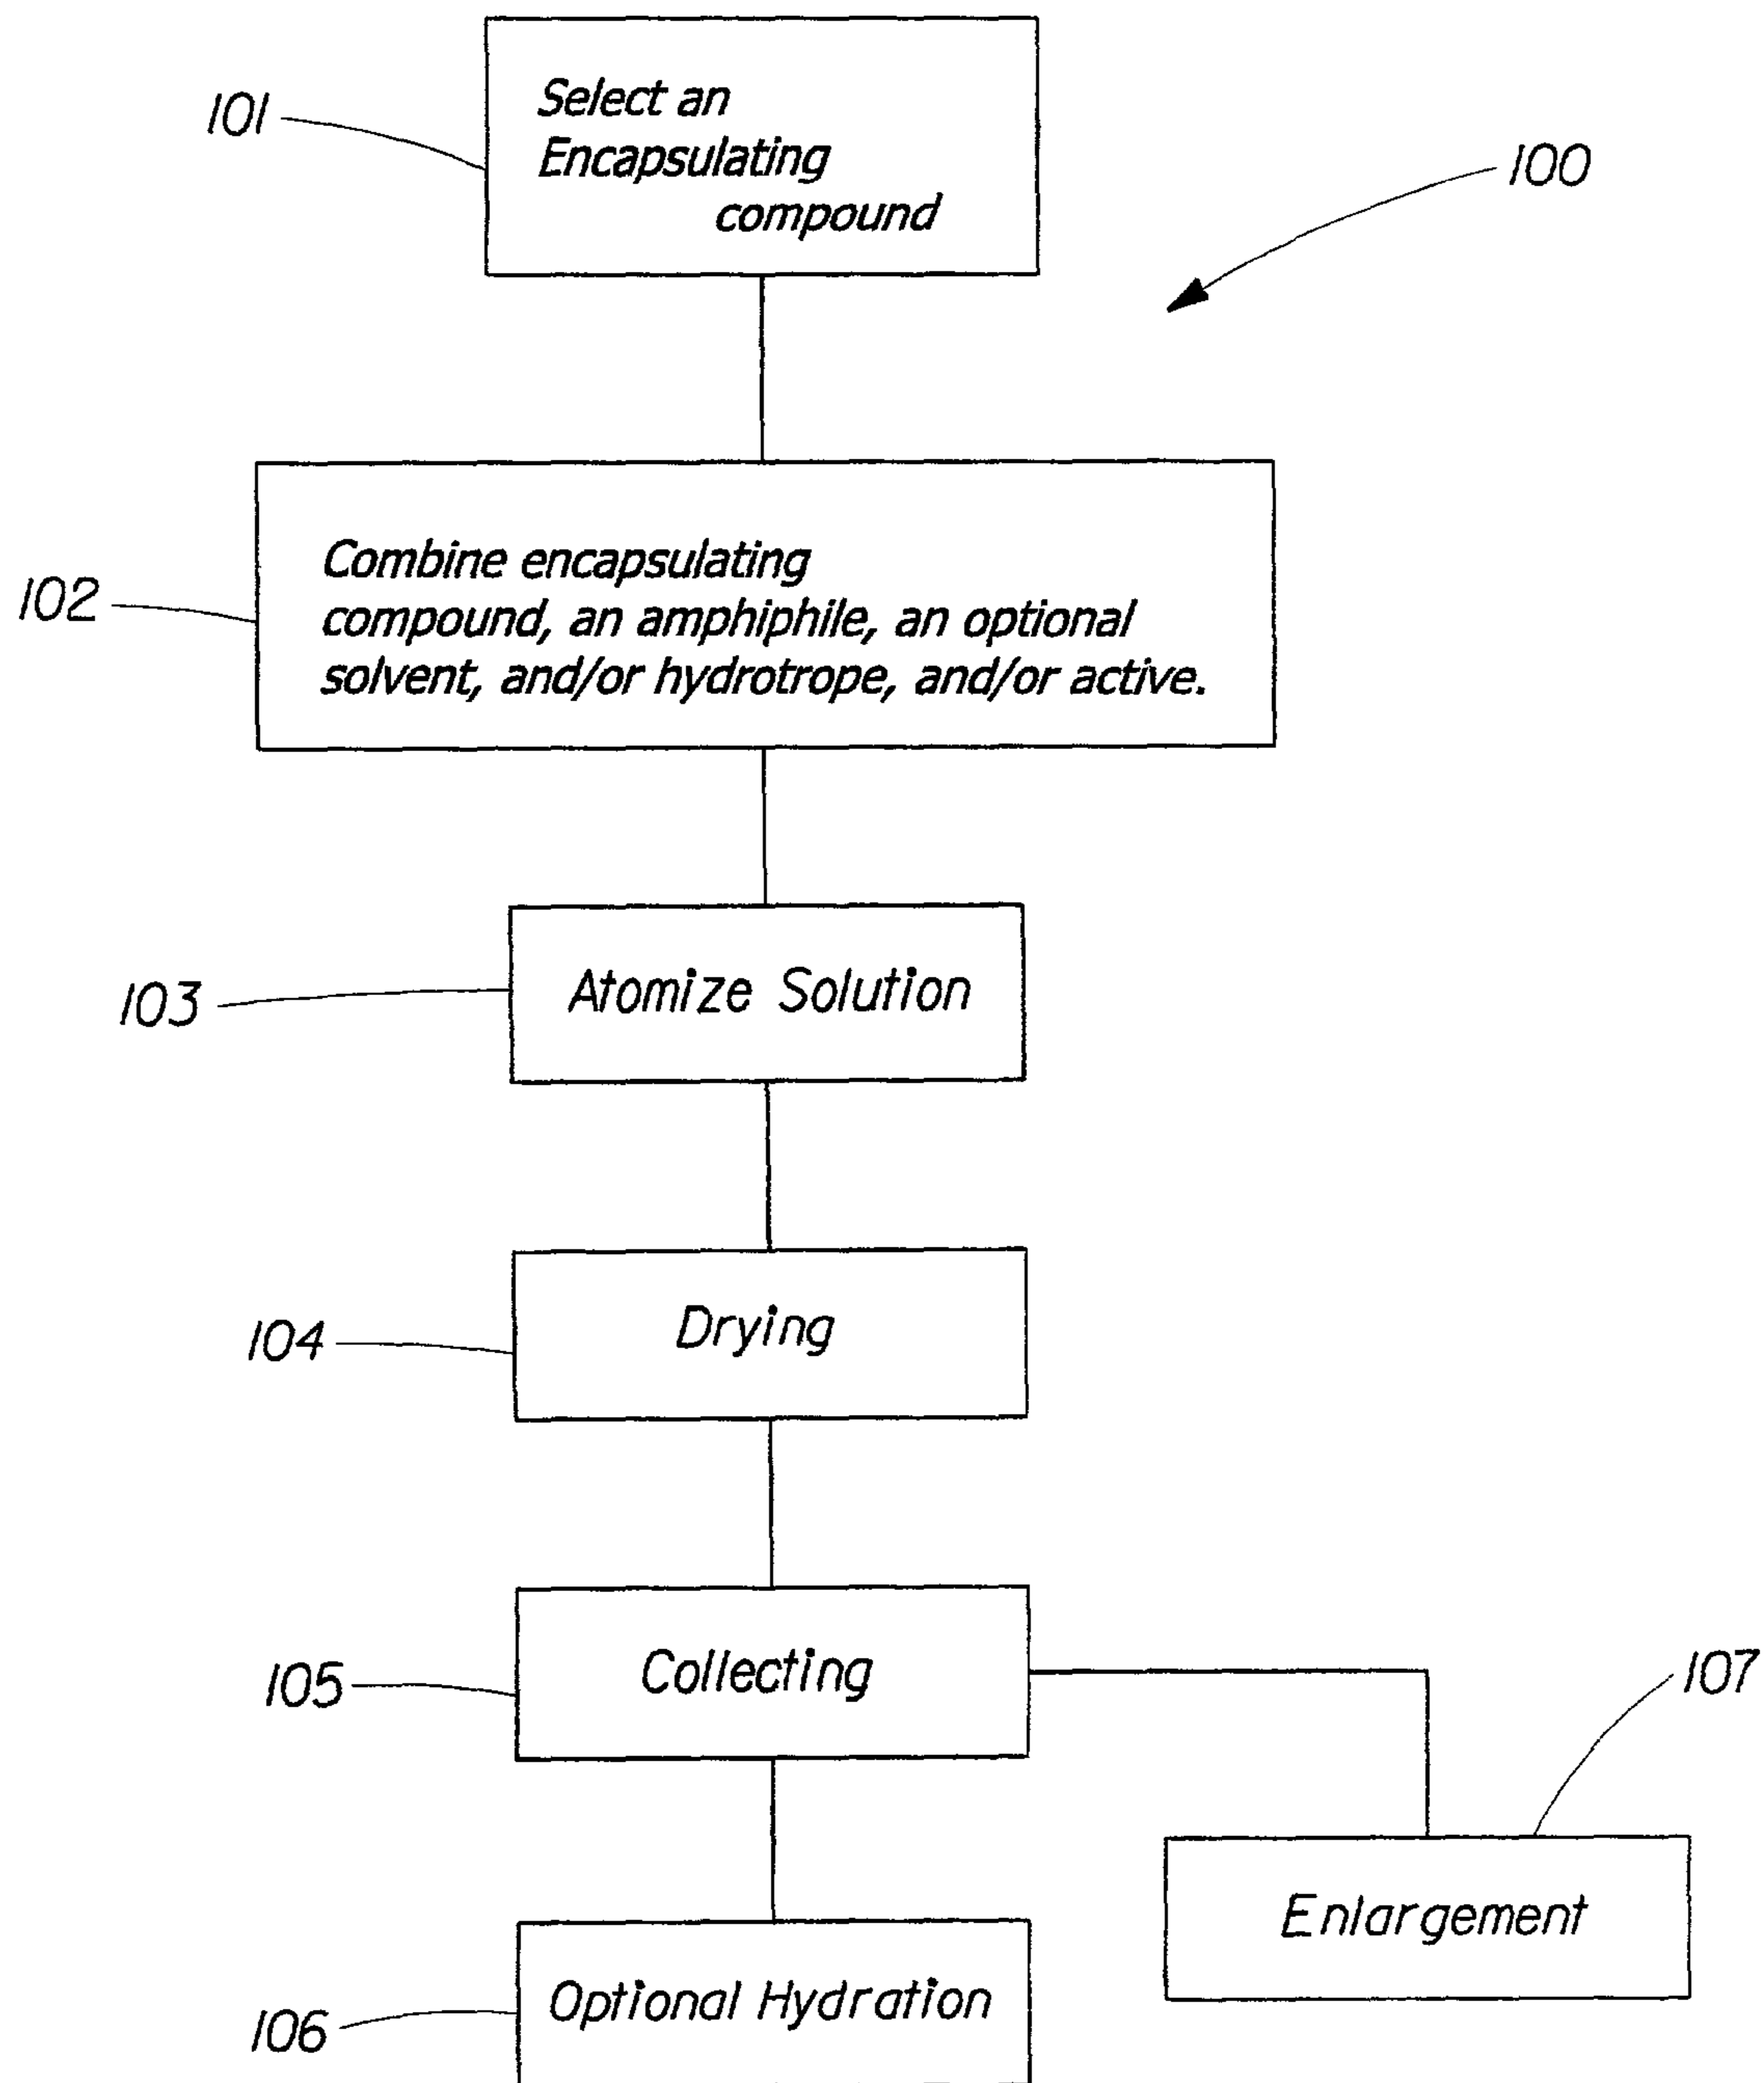 101
Select an
Encapsulating
compound
100
102
Combine encapsulating
compound, an amphiphile, an optional
solvent, and/or hydrotrope, and/or active.
103
Atomize Solution
104
Drying
105
Collecting
107
Enlargement
106
Optional Hydration